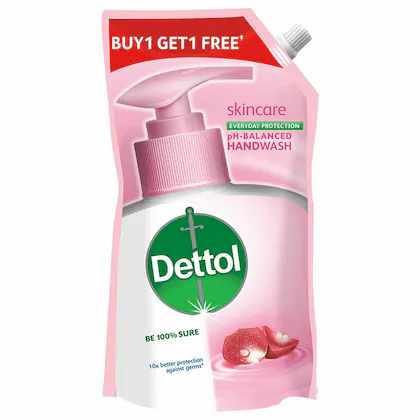 BUY1 GET1 FREE‡
skincare
EVERYDAY PROTECTION
pH-BALANCED
HANDWASH
Dettol
BE 100% SURE
10x better protection
against germs*